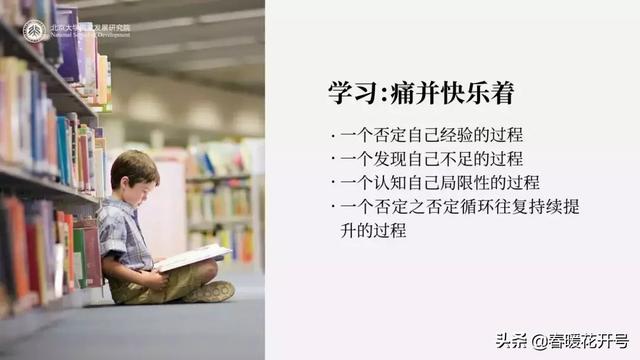 北京大学国家发展研究院
National School of Development
学习:痛并快乐着
· 一个否定自己经验的过程
· 一个发现自己不足的过程
· 一个认知自己局限性的过程
· 一个否定之否定循环往复持续提
升的过程
头条 @春暖花开号